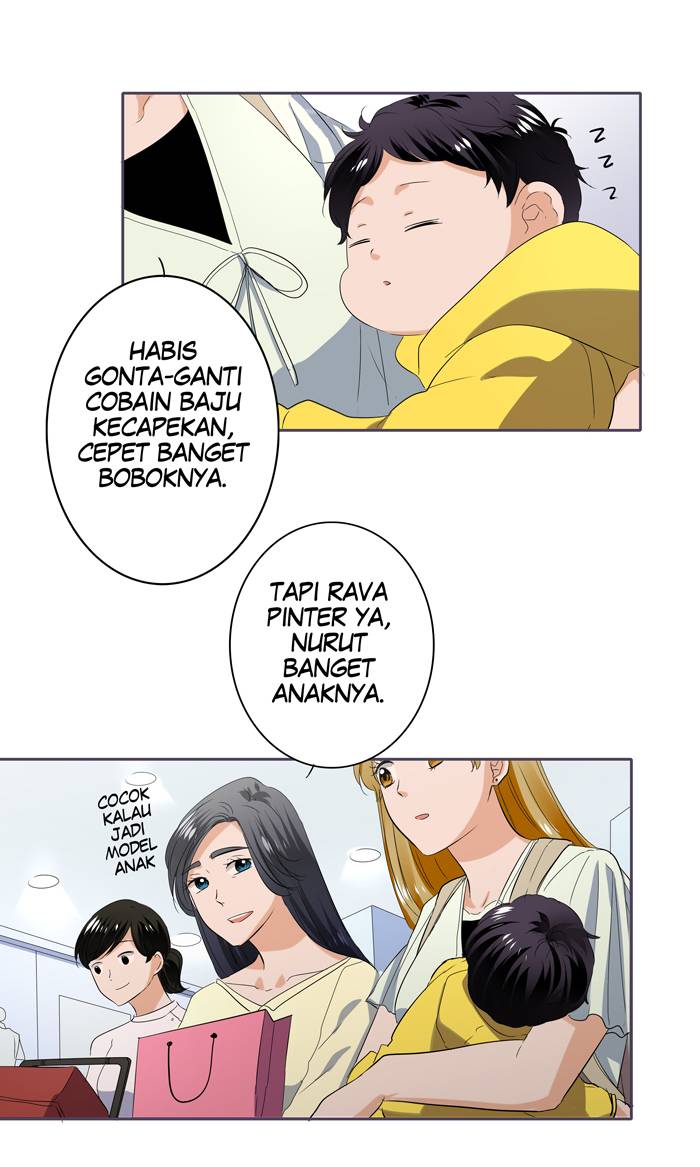 Z
Z
Z
HABIS
GONTA-GANTI
COBAIN BAJU
KECAPEKAN,
CEPET BANGET
BOBOKNYA.
TAPI RAVA
PINTER YA,
NURUT
BANGET
ANAKNYA.
COCOK
KALAU
JADI
MODEL
ANAK